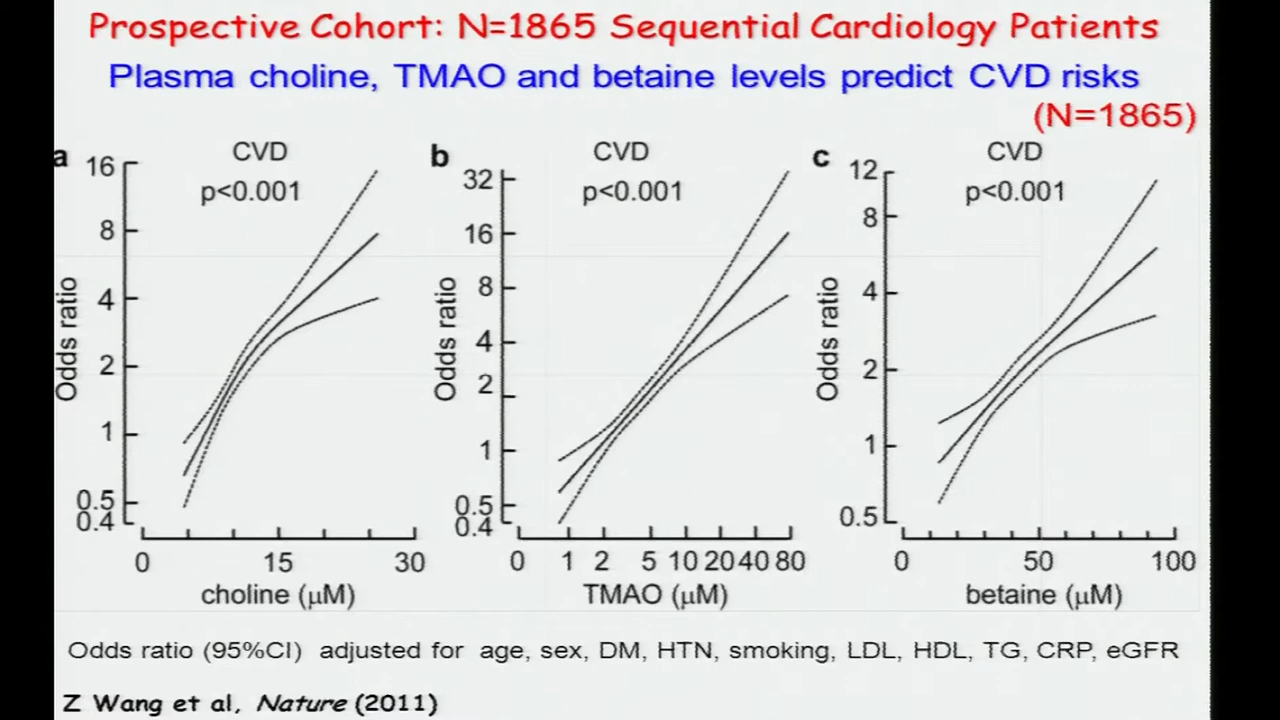 Prospective Cohort: N=1865 Sequential Cardiology Patients
Plasma choline, TMAO and betaine levels predict CVD risks
(N=1865)
a
CVD
p<0.001
16
8
4
2
1
0.5
0.4
Odds ratio
0 15 30
choline (μM)
b
CVD
p<0.001
32
16
8
4
2
1
0.5
0.4
Odds ratio
0 1 2 5 10 20 40 80
TMAO (μM)
c
CVD
p<0.001
12
8
4
2
1
0.5
Odds ratio
0 50 100
betaine (μM)
Odds ratio (95%CI) adjusted for age, sex, DM, HTN, smoking, LDL, HDL, TG, CRP, eGFR
Z Wang et al, Nature (2011)